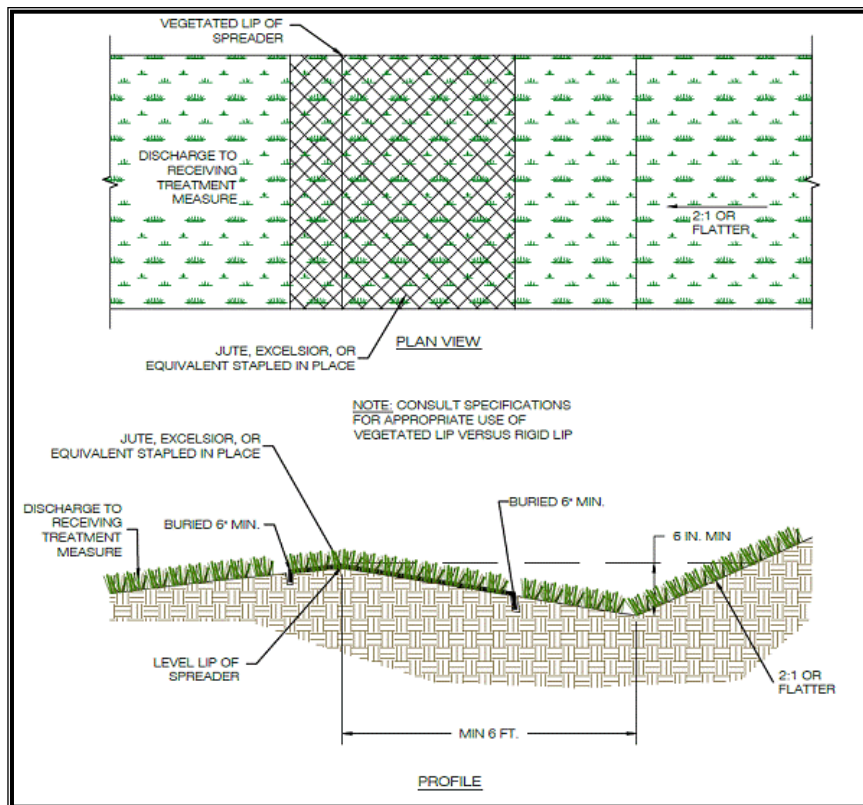 VEGETATED LIP OF
SPREADER
DISCHARGE TO
RECEIVING
TREATMENT
MEASURE
2:1 OR
FLATTER
JUTE, EXCELSIOR, OR
EQUIVALENT STAPLED IN PLACE
PLAN VIEW
NOTE: CONSULT SPECIFICATIONS
FOR APPROPRIATE USE OF
VEGETATED LIP VERSUS RIGID LIP
JUTE, EXCELSIOR, OR
EQUIVALENT STAPLED IN PLACE
DISCHARGE TO
RECEIVING
TREATMENT
MEASURE
BURIED 6" MIN.
BURIED 6" MIN.
6 IN. MIN
LEVEL LIP OF
SPREADER
2:1 OR
FLATTER
MIN 6 FT.
PROFILE